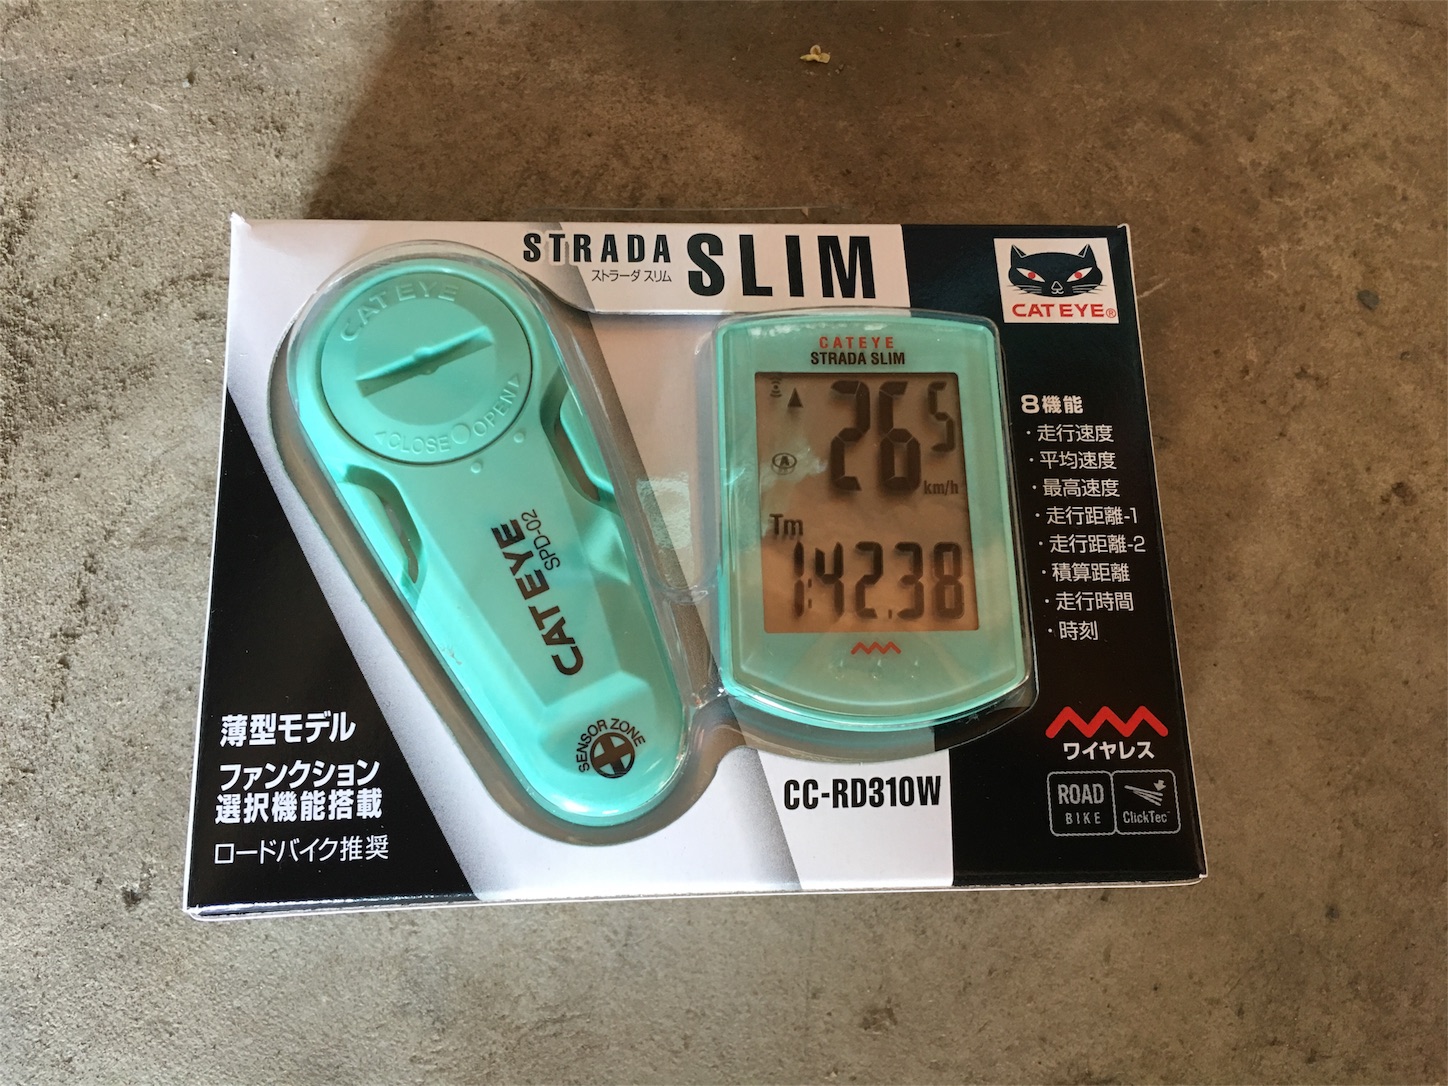 STRADA SLIM
ストラーダ スリム
CAT EYE®
CAT EYE
◁CLOSE ○ OPEN▷
CATEYE
SPD-02
SENSOR ZONE
CATEYE
STRADA SLIM
26.5
km/h
Tm
1:42.38
8機能
・走行速度
・平均速度
・最高速度
・走行距離-1
・走行距離-2
・積算距離
・走行時間
・時刻
ワイヤレス
ROAD
BIKE
ClickTec™
CC-RD310W
薄型モデル
ファンクション
選択機能搭載
ロードバイク推奨